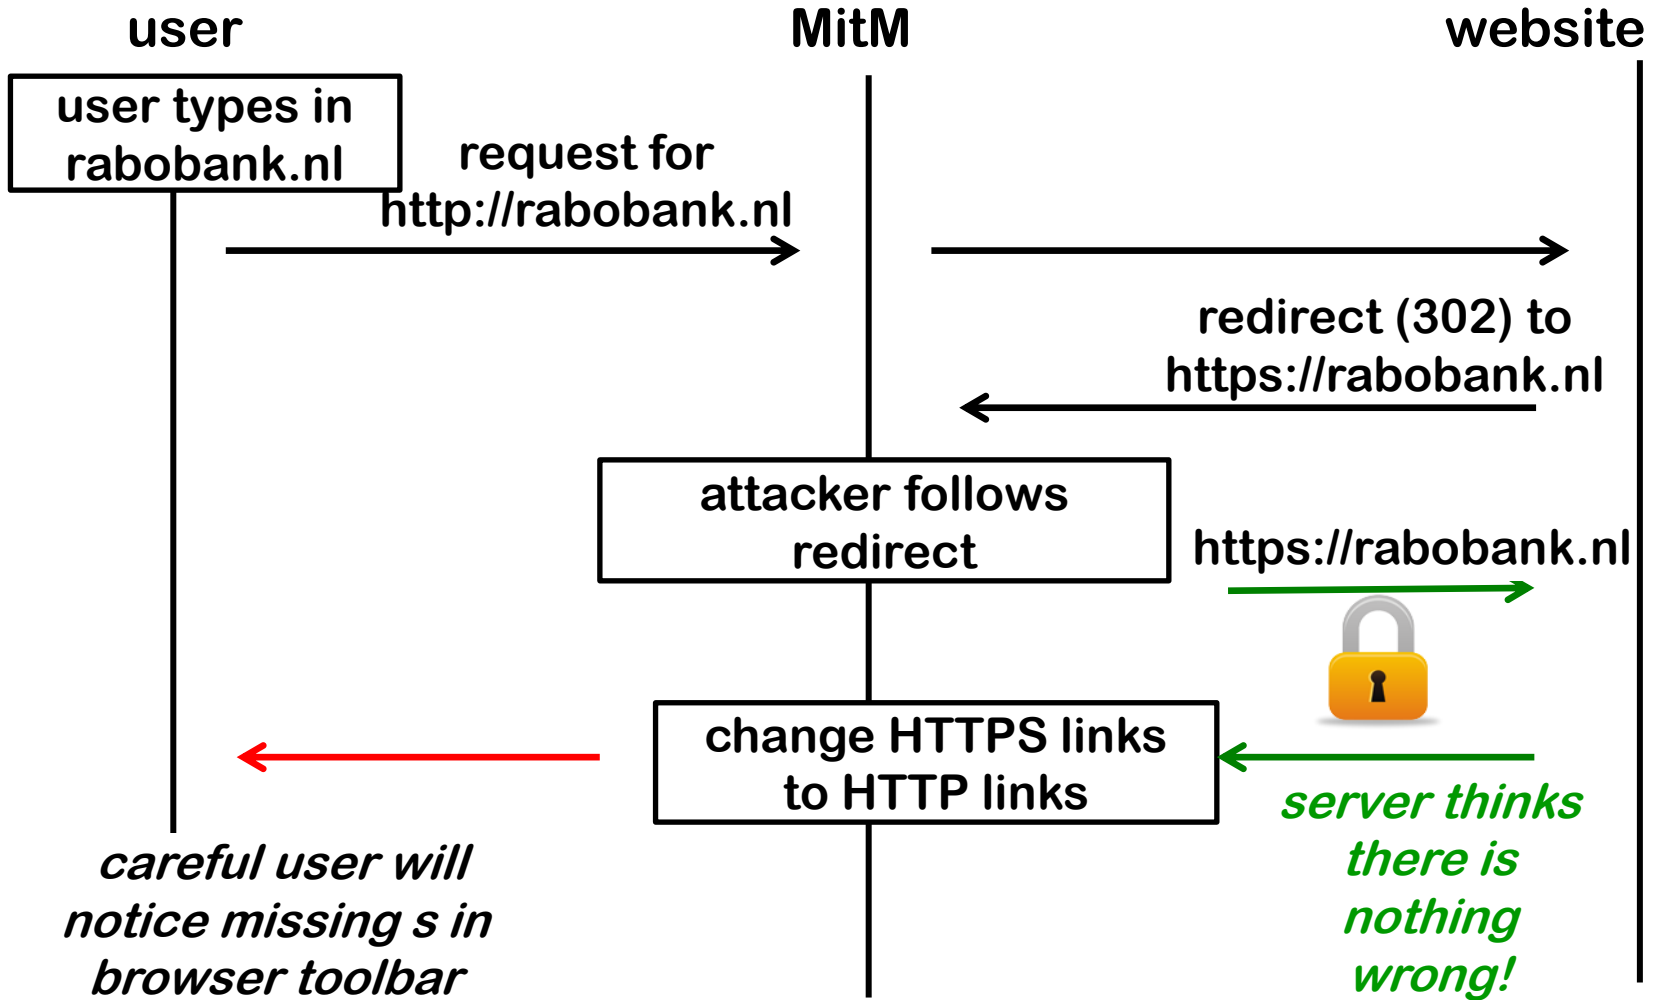 user
MitM
website
user types in
rabobank.nl
request for
http://rabobank.nl
redirect (302) to
https://rabobank.nl
attacker follows
redirect
https://rabobank.nl
change HTTPS links
to HTTP links
server thinks
there is
nothing
wrong!
careful user will
notice missing s in
browser toolbar